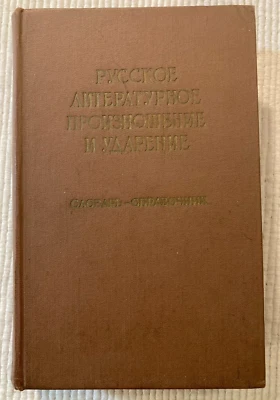 РУССКОЕ
ЛИТЕРАТУРНОЕ
ПРОИЗНОШЕНИЕ
И УДАРЕНИЕ
СЛОВАРЬ-СПРАВОЧНИК